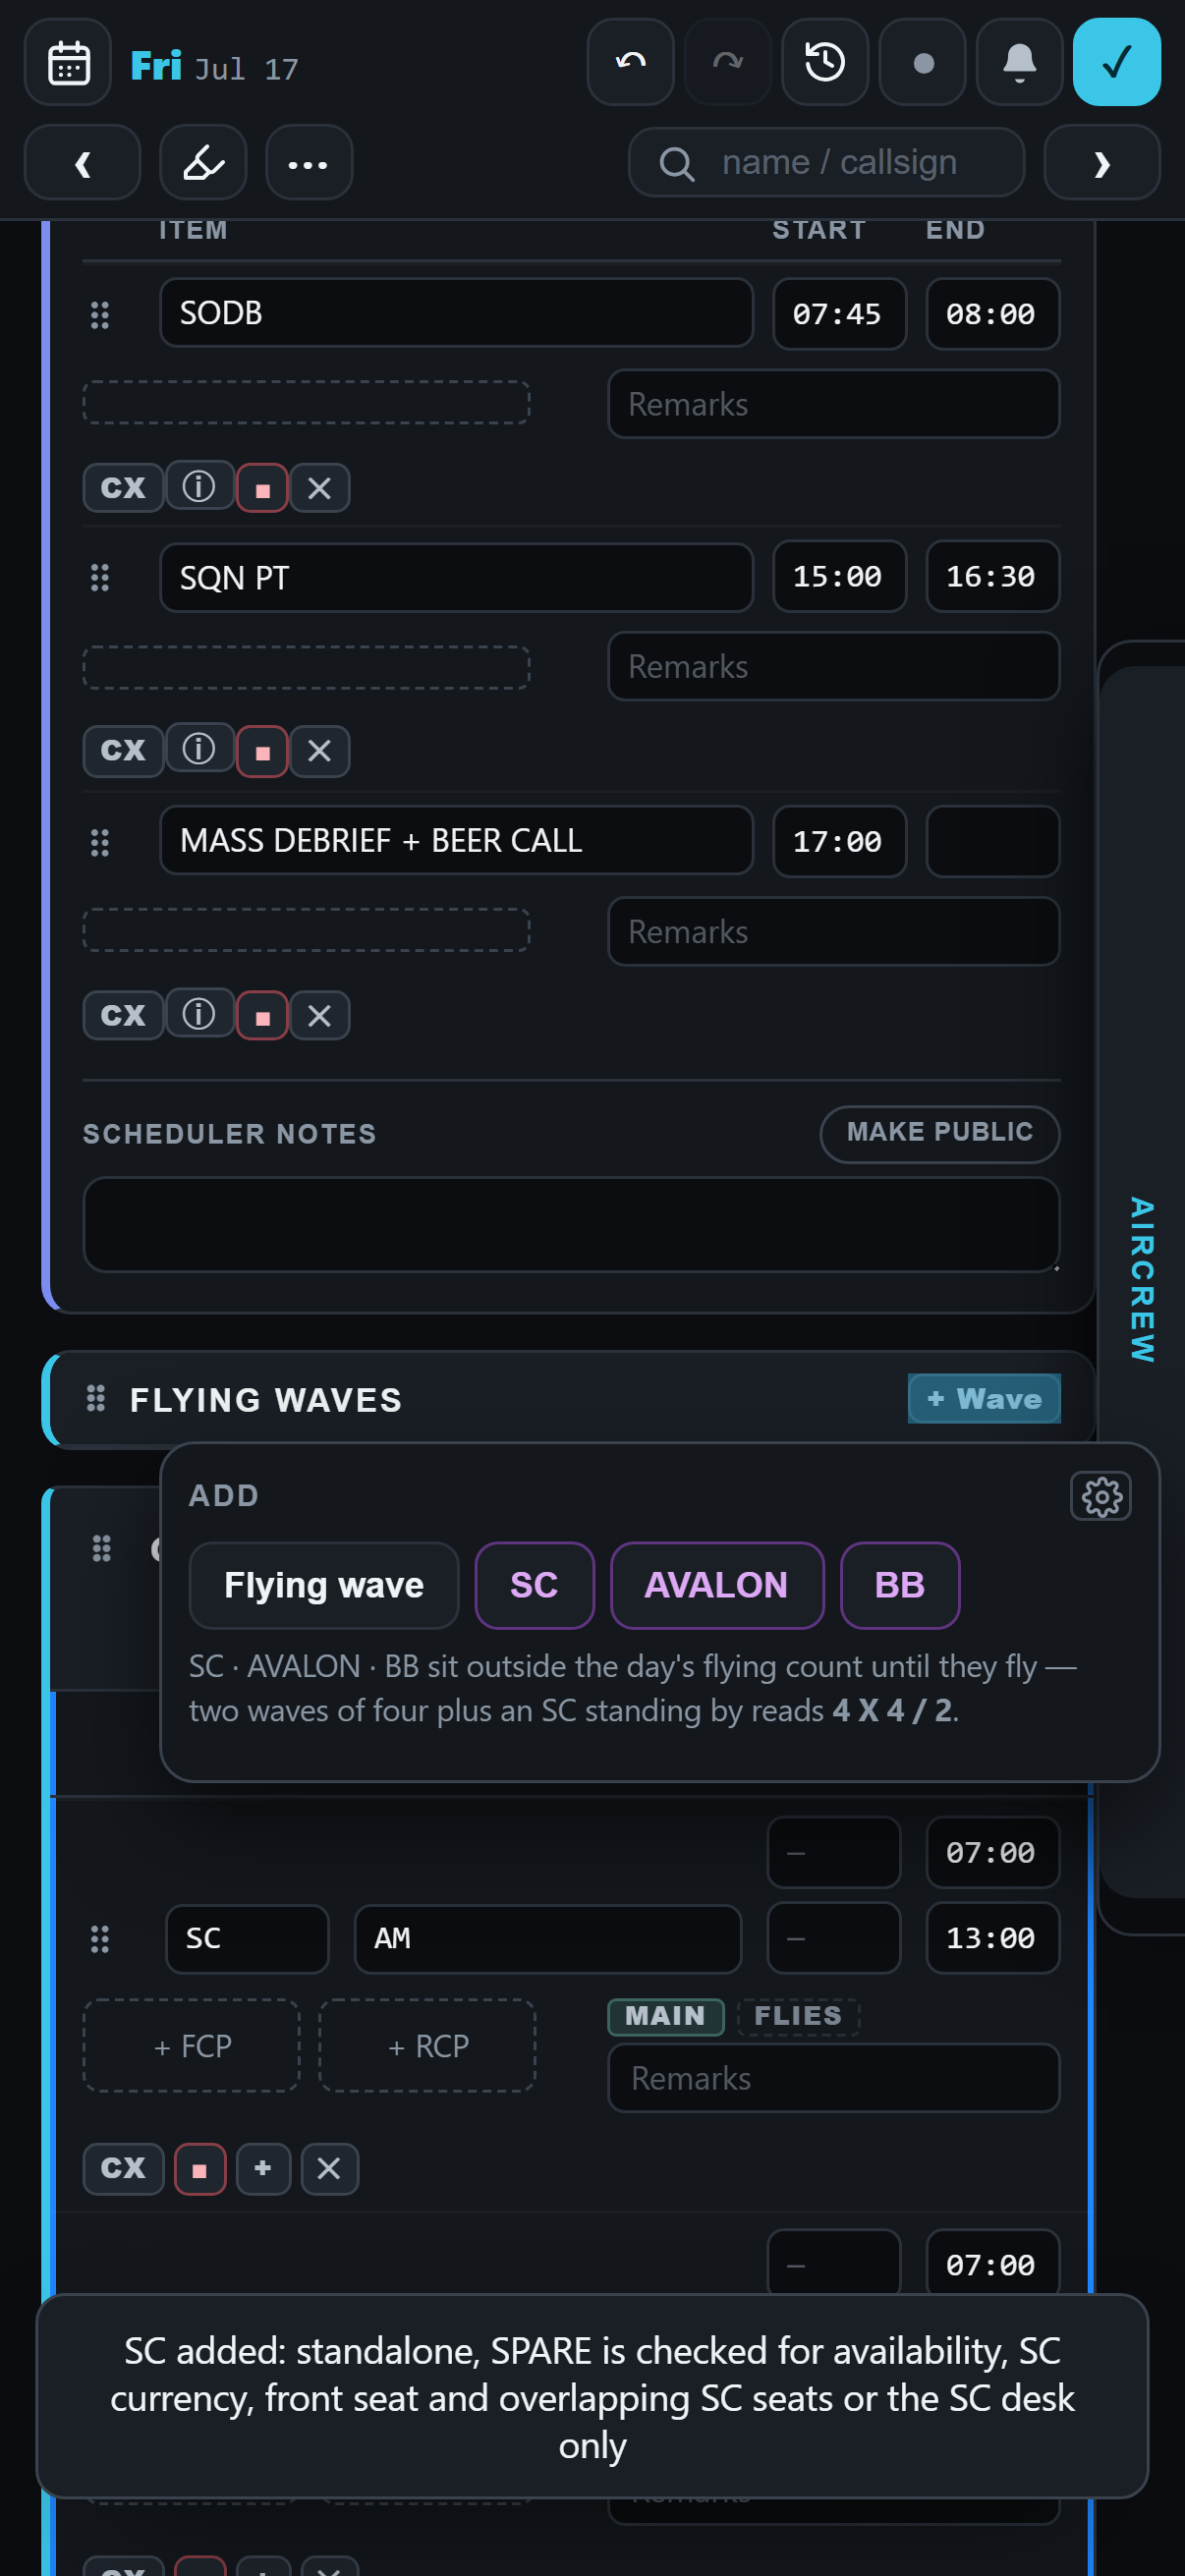 Fri Jul 17
name / callsign
ITEM START END
SODB 07:45 08:00
Remarks
CX
SQN PT 15:00 16:30
Remarks
CX
MASS DEBRIEF + BEER CALL 17:00
Remarks
CX
SCHEDULER NOTES MAKE PUBLIC
AIRCREW
FLYING WAVES + Wave
ADD
Flying wave SC AVALON BB
SC · AVALON · BB sit outside the day's flying count until they fly —
two waves of four plus an SC standing by reads 4 X 4 / 2.
– 07:00
SC AM – 13:00
+ FCP + RCP MAIN FLIES
Remarks
CX +
– 07:00
SC added: standalone, SPARE is checked for availability, SC
currency, front seat and overlapping SC seats or the SC desk
only